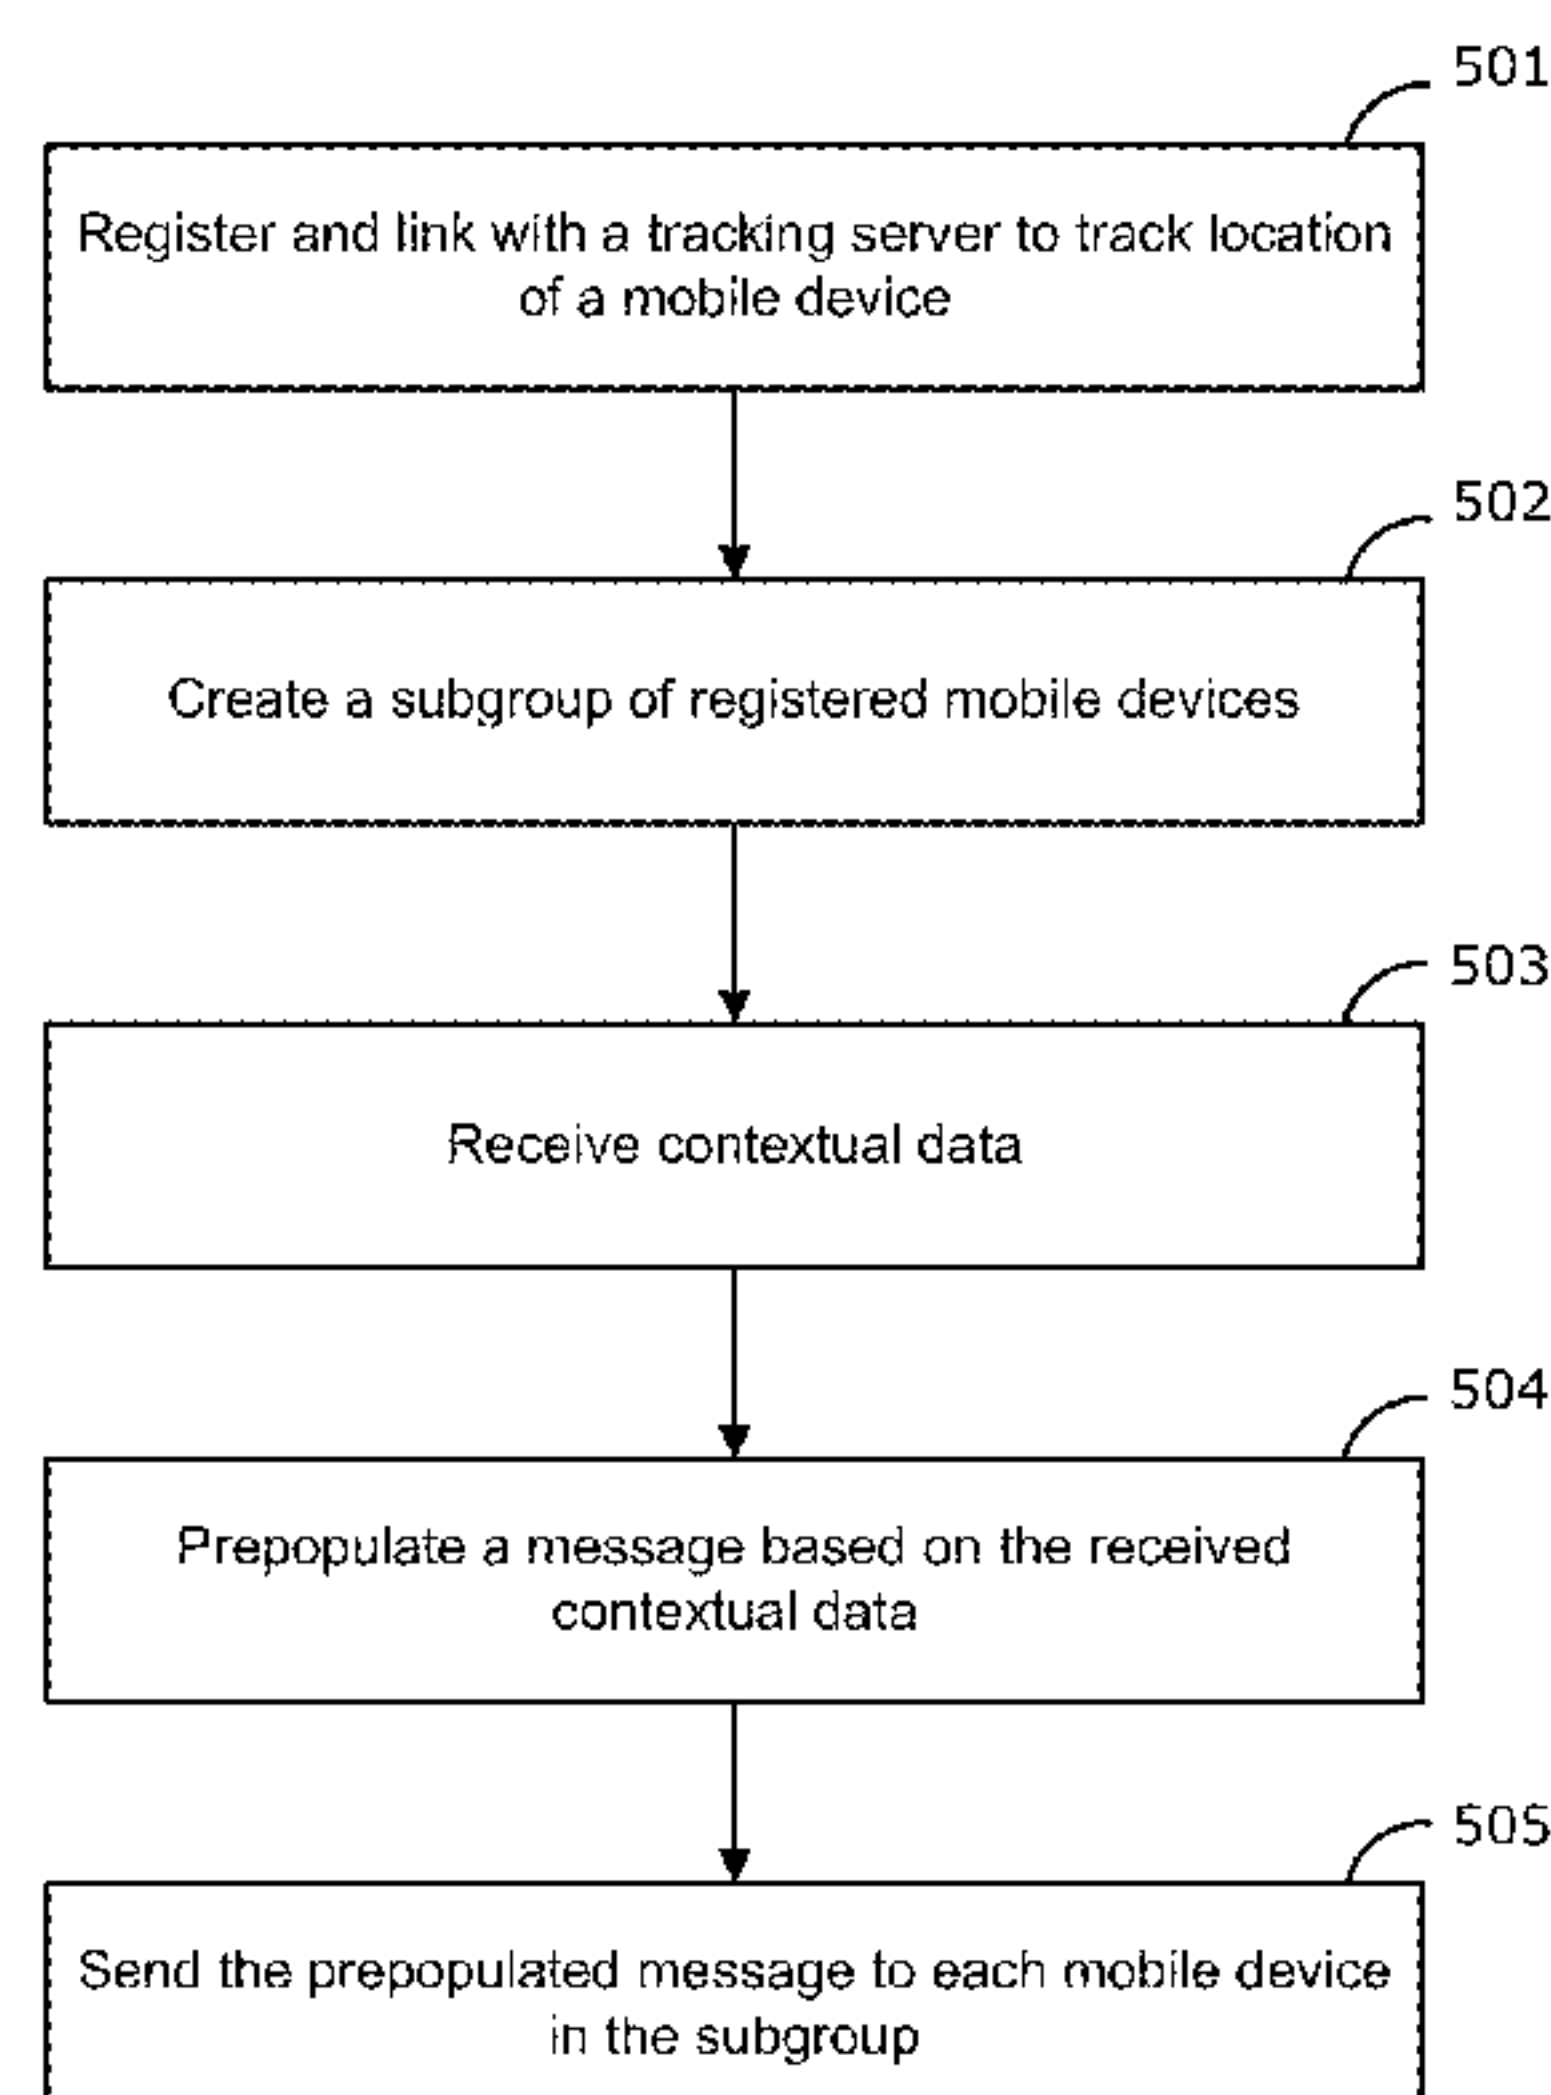 501
Register and link with a tracking server to track location
of a mobile device
502
Create a subgroup of registered mobile devices
503
Receive contextual data
504
Prepopulate a message based on the received
contextual data
505
Send the prepopulated message to each mobile device
in the subgroup